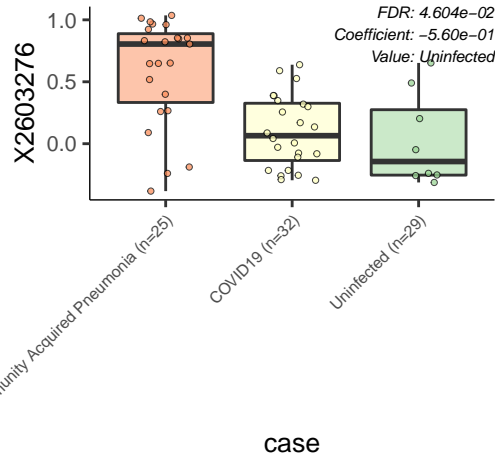 FDR: 4.604e−02
Coefficient: −5.60e−01
Value: Uninfected
1.0
0.5
0.0
X2603276
Acquired Pneumonia (n=25)
COVID19 (n=32)
Uninfected (n=29)
case